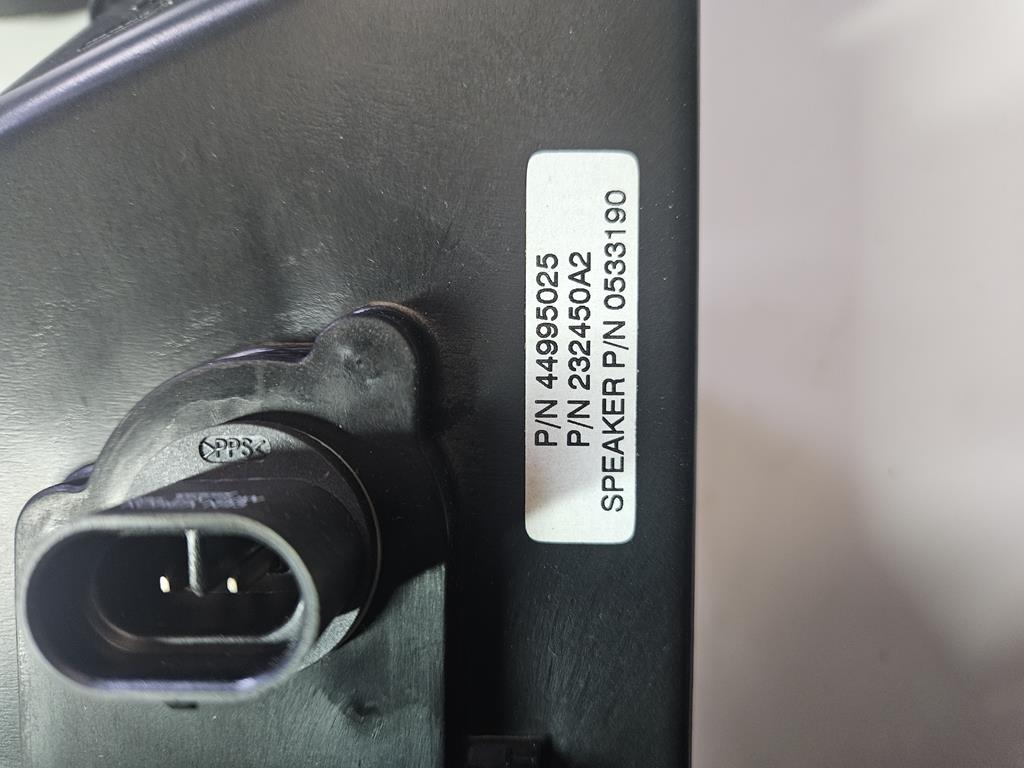 P/N 44995025
P/N 232450A2
SPEAKER P/N 0533190
>PPS<